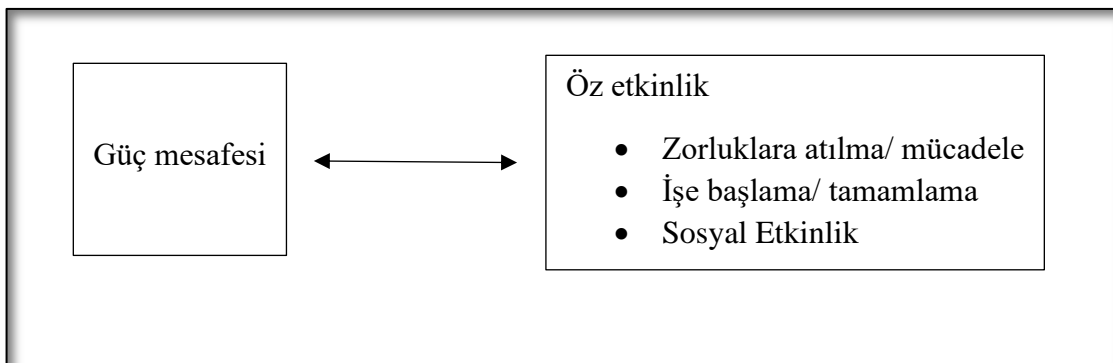 Güç mesafesi
Öz etkinlik
• Zorluklara atılma/ mücadele
• İşe başlama/ tamamlama
• Sosyal Etkinlik